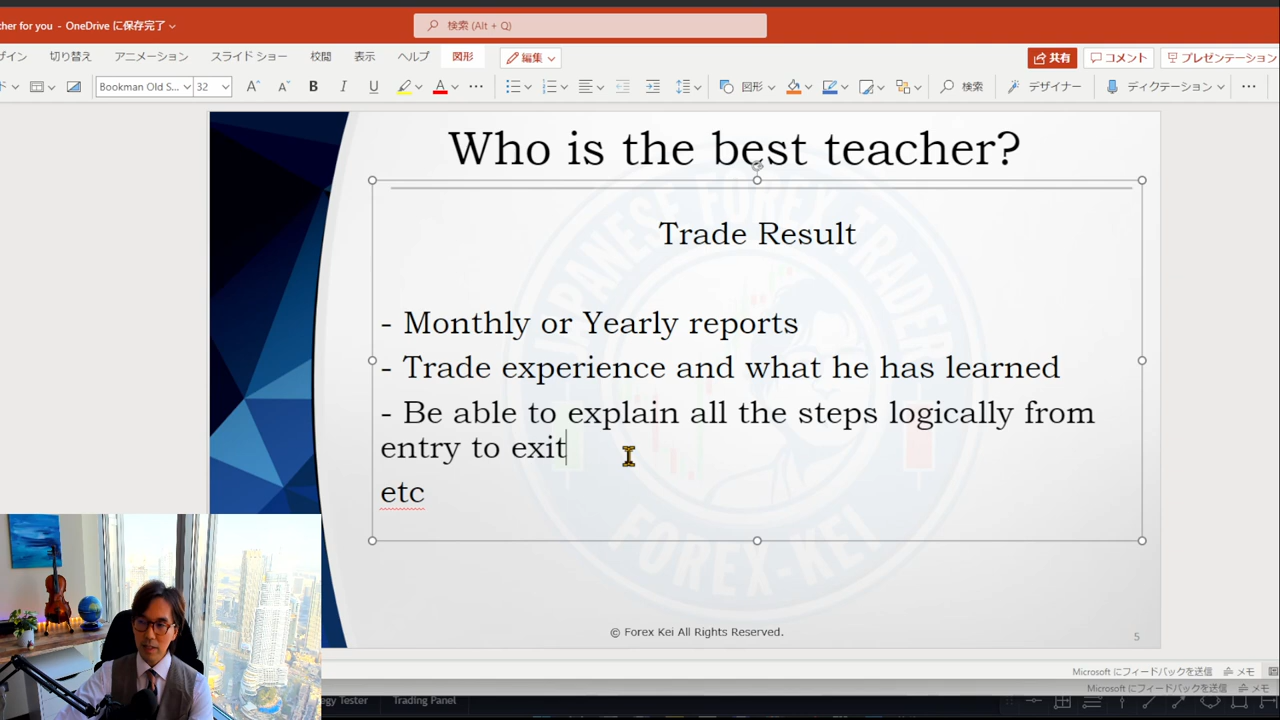 cher for you - OneDrive に保存完了
検索 (Alt + Q)
ザイン 切り替え アニメーション スライド ショー 校閲 表示 ヘルプ 図形 編集
共有 コメント プレゼンテーション
Bookman Old S... 32 B I U A 図形 検索 デザイナー ディクテーション
Who is the best teacher?
Trade Result
- Monthly or Yearly reports
- Trade experience and what he has learned
- Be able to explain all the steps logically from
entry to exit
etc
JAPANESE FOREX TRADER
FOREX-KEI
© Forex Kei All Rights Reserved.
5
Microsoft にフィードバックを送信 メモ
Microsoft にフィードバックを送信 メモ
egy Tester Trading Panel